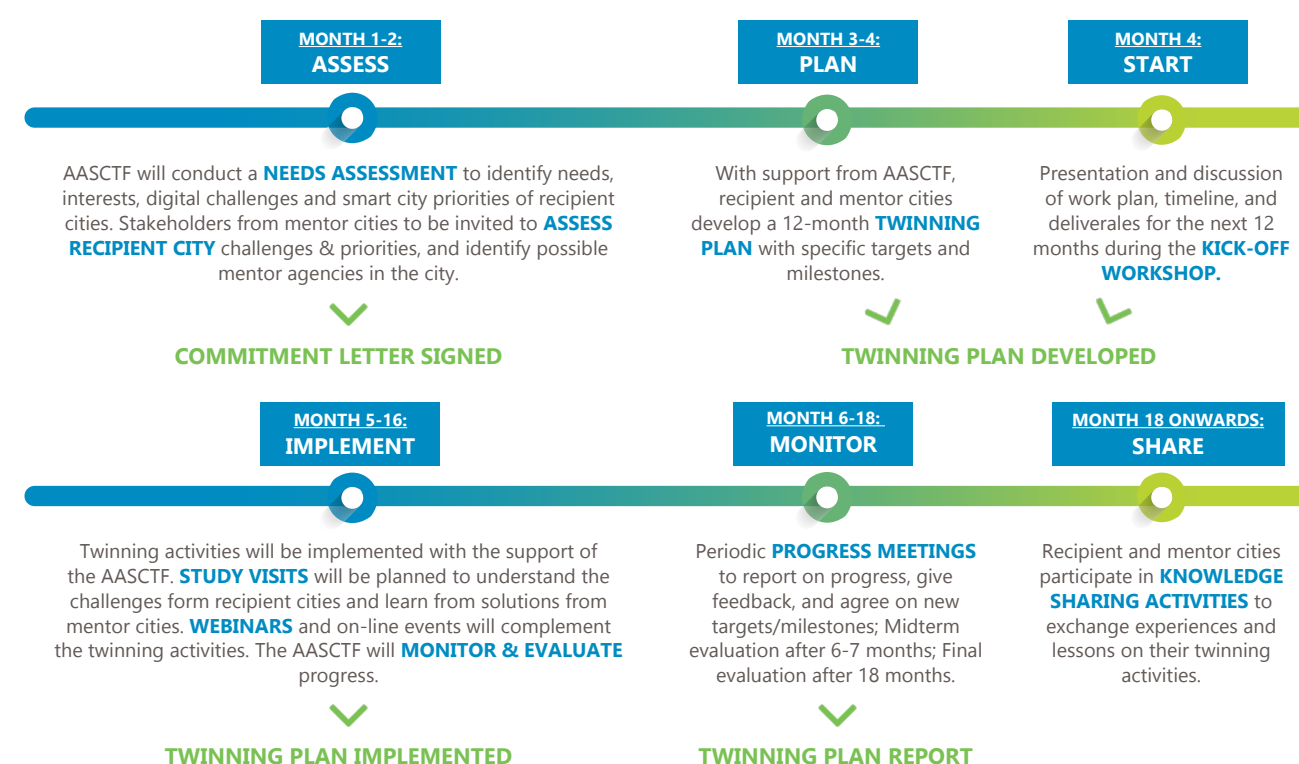 MONTH 1-2:
ASSESS
AASCTF will conduct a NEEDS ASSESSMENT to identify needs,
interests, digital challenges and smart city priorities of recipient
cities. Stakeholders from mentor cities to be invited to ASSESS
RECIPIENT CITY challenges & priorities, and identify possible
mentor agencies in the city.
COMMITMENT LETTER SIGNED
MONTH 3-4:
PLAN
With support from AASCTF,
recipient and mentor cities
develop a 12-month TWINNING
PLAN with specific targets and
milestones.
MONTH 4:
START
Presentation and discussion
of work plan, timeline, and
deliverales for the next 12
months during the KICK-OFF
WORKSHOP.
TWINNING PLAN DEVELOPED
MONTH 5-16:
IMPLEMENT
Twinning activities will be implemented with the support of
the AASCTF. STUDY VISITS will be planned to understand the
challenges form recipient cities and learn from solutions from
mentor cities. WEBINARS and on-line events will complement
the twinning activities. The AASCTF will MONITOR & EVALUATE
progress.
TWINNING PLAN IMPLEMENTED
MONTH 6-18:
MONITOR
Periodic PROGRESS MEETINGS
to report on progress, give
feedback, and agree on new
targets/milestones; Midterm
evaluation after 6-7 months; Final
evaluation after 18 months.
TWINNING PLAN REPORT
MONTH 18 ONWARDS:
SHARE
Recipient and mentor cities
participate in KNOWLEDGE
SHARING ACTIVITIES to
exchange experiences and
lessons on their twinning
activities.